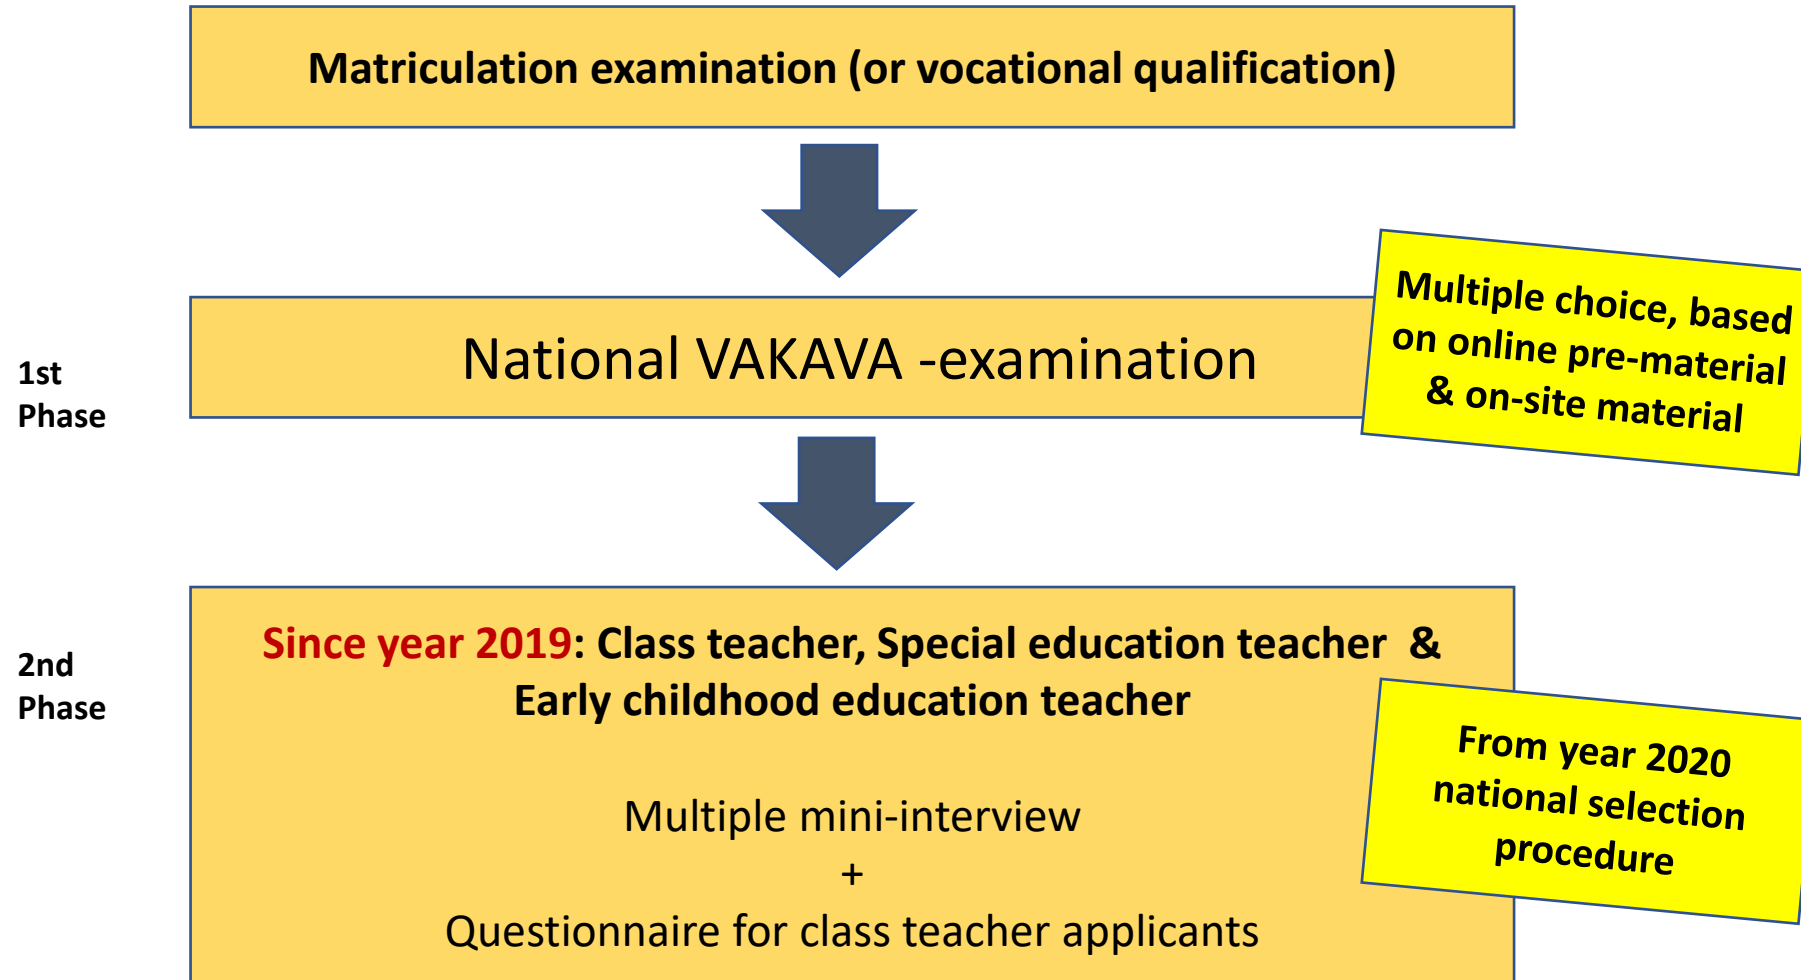 Matriculation examination (or vocational qualification)
1st
Phase
National VAKAVA -examination
Multiple choice, based
on online pre-material
& on-site material
2nd
Phase
Since year 2019: Class teacher, Special education teacher &
Early childhood education teacher
Multiple mini-interview
+
Questionnaire for class teacher applicants
From year 2020
national selection
procedure